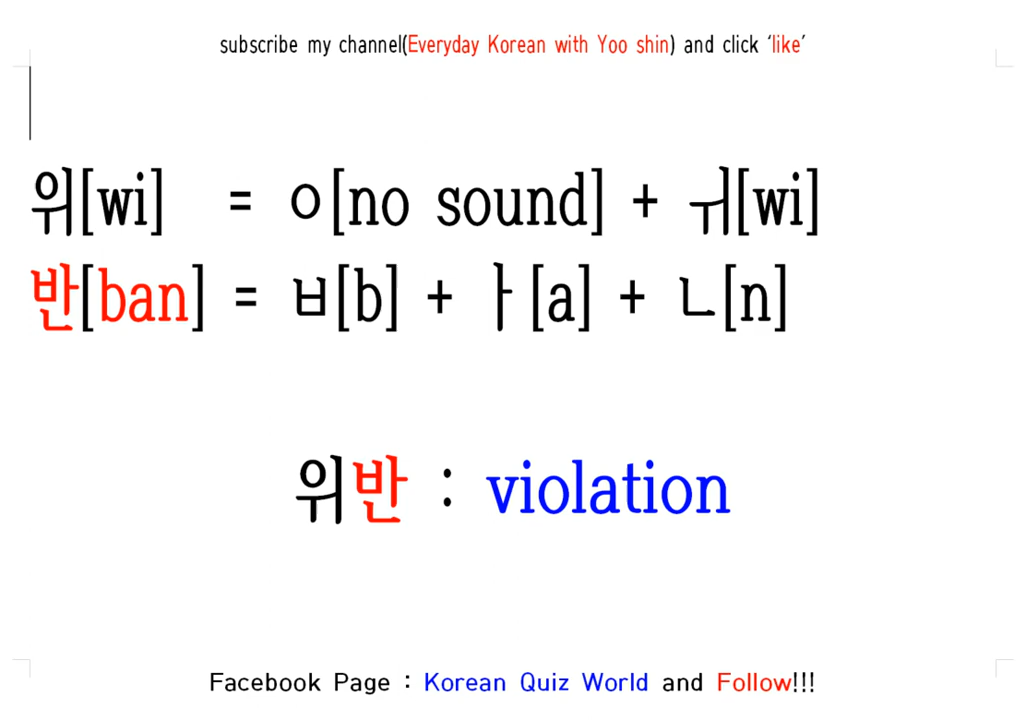 subscribe my channel(Everyday Korean with Yoo shin) and click 'like'
위[wi] = ㅇ[no sound] + ㅟ[wi]
반[ban] = ㅂ[b] + ㅏ[a] + ㄴ[n]
위반 : violation
Facebook Page : Korean Quiz World and Follow!!!